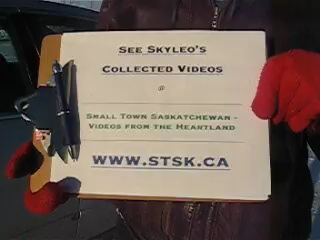 See Skyleo's
Collected Videos
@
Small Town Saskatchewan -
Videos from the Heartland
www.stsk.ca